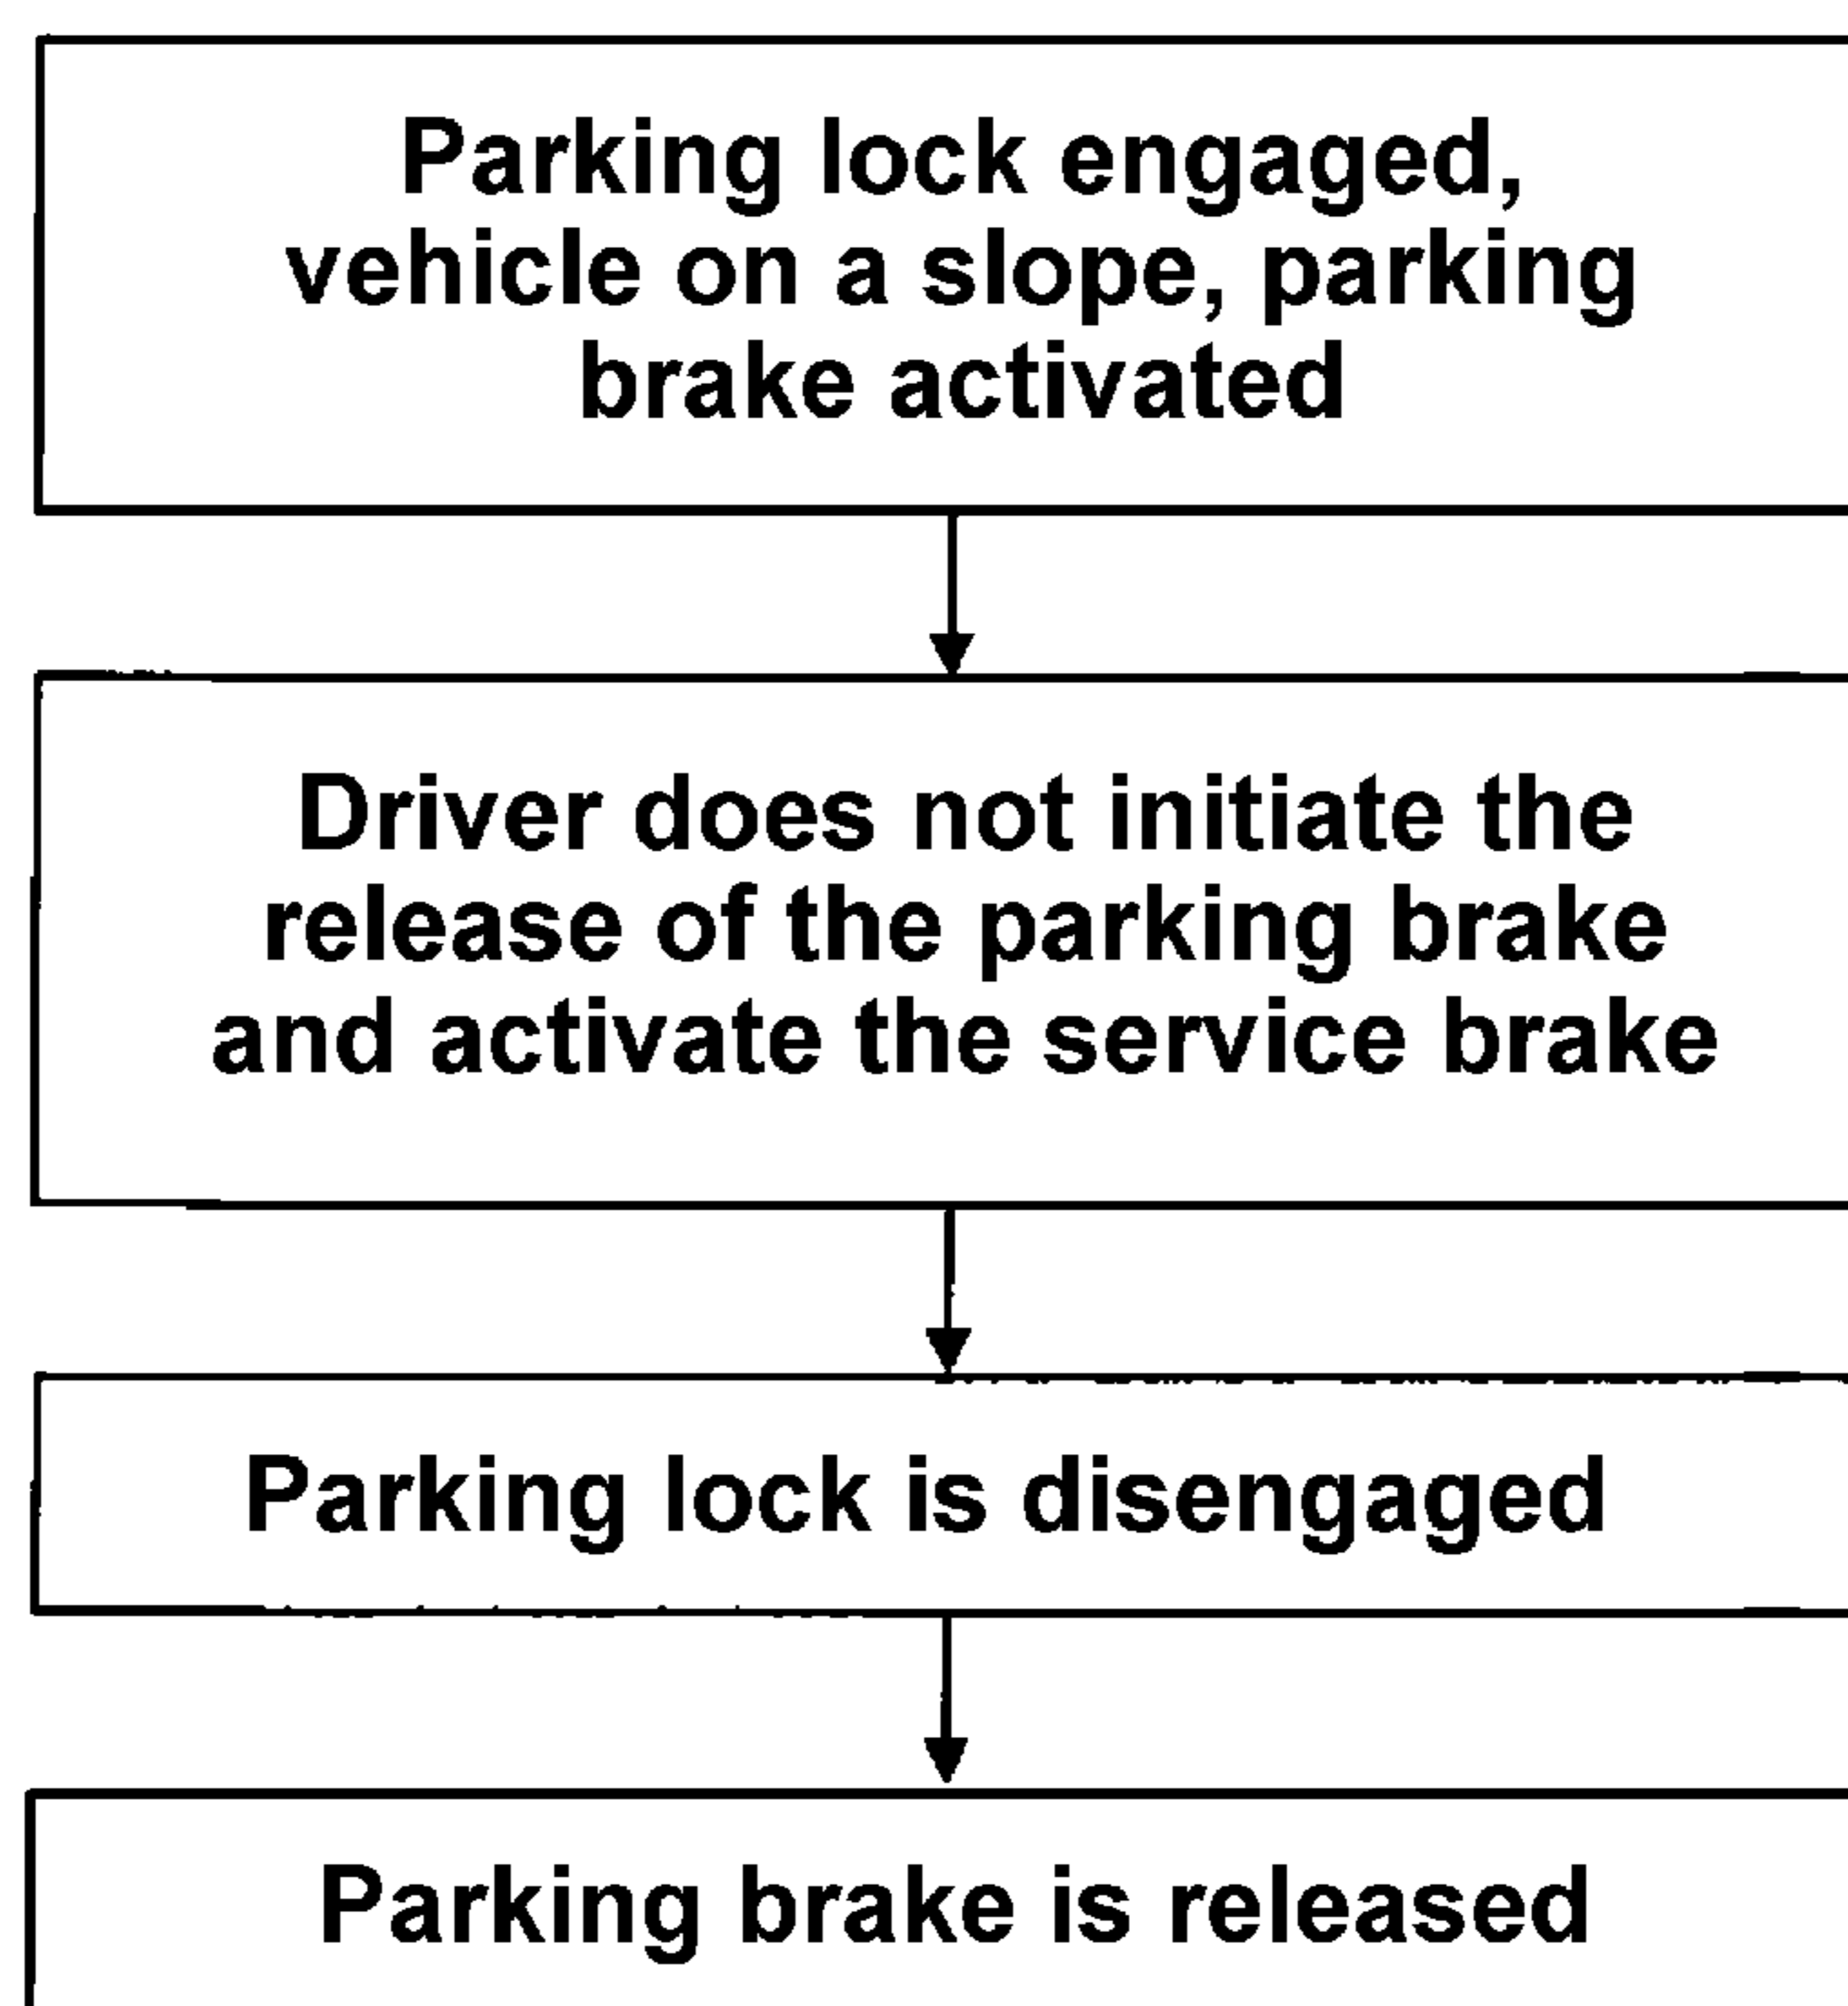 Parking lock engaged,
vehicle on a slope, parking
brake activated
Driver does not initiate the
release of the parking brake
and activate the service brake
Parking lock is disengaged
Parking brake is released